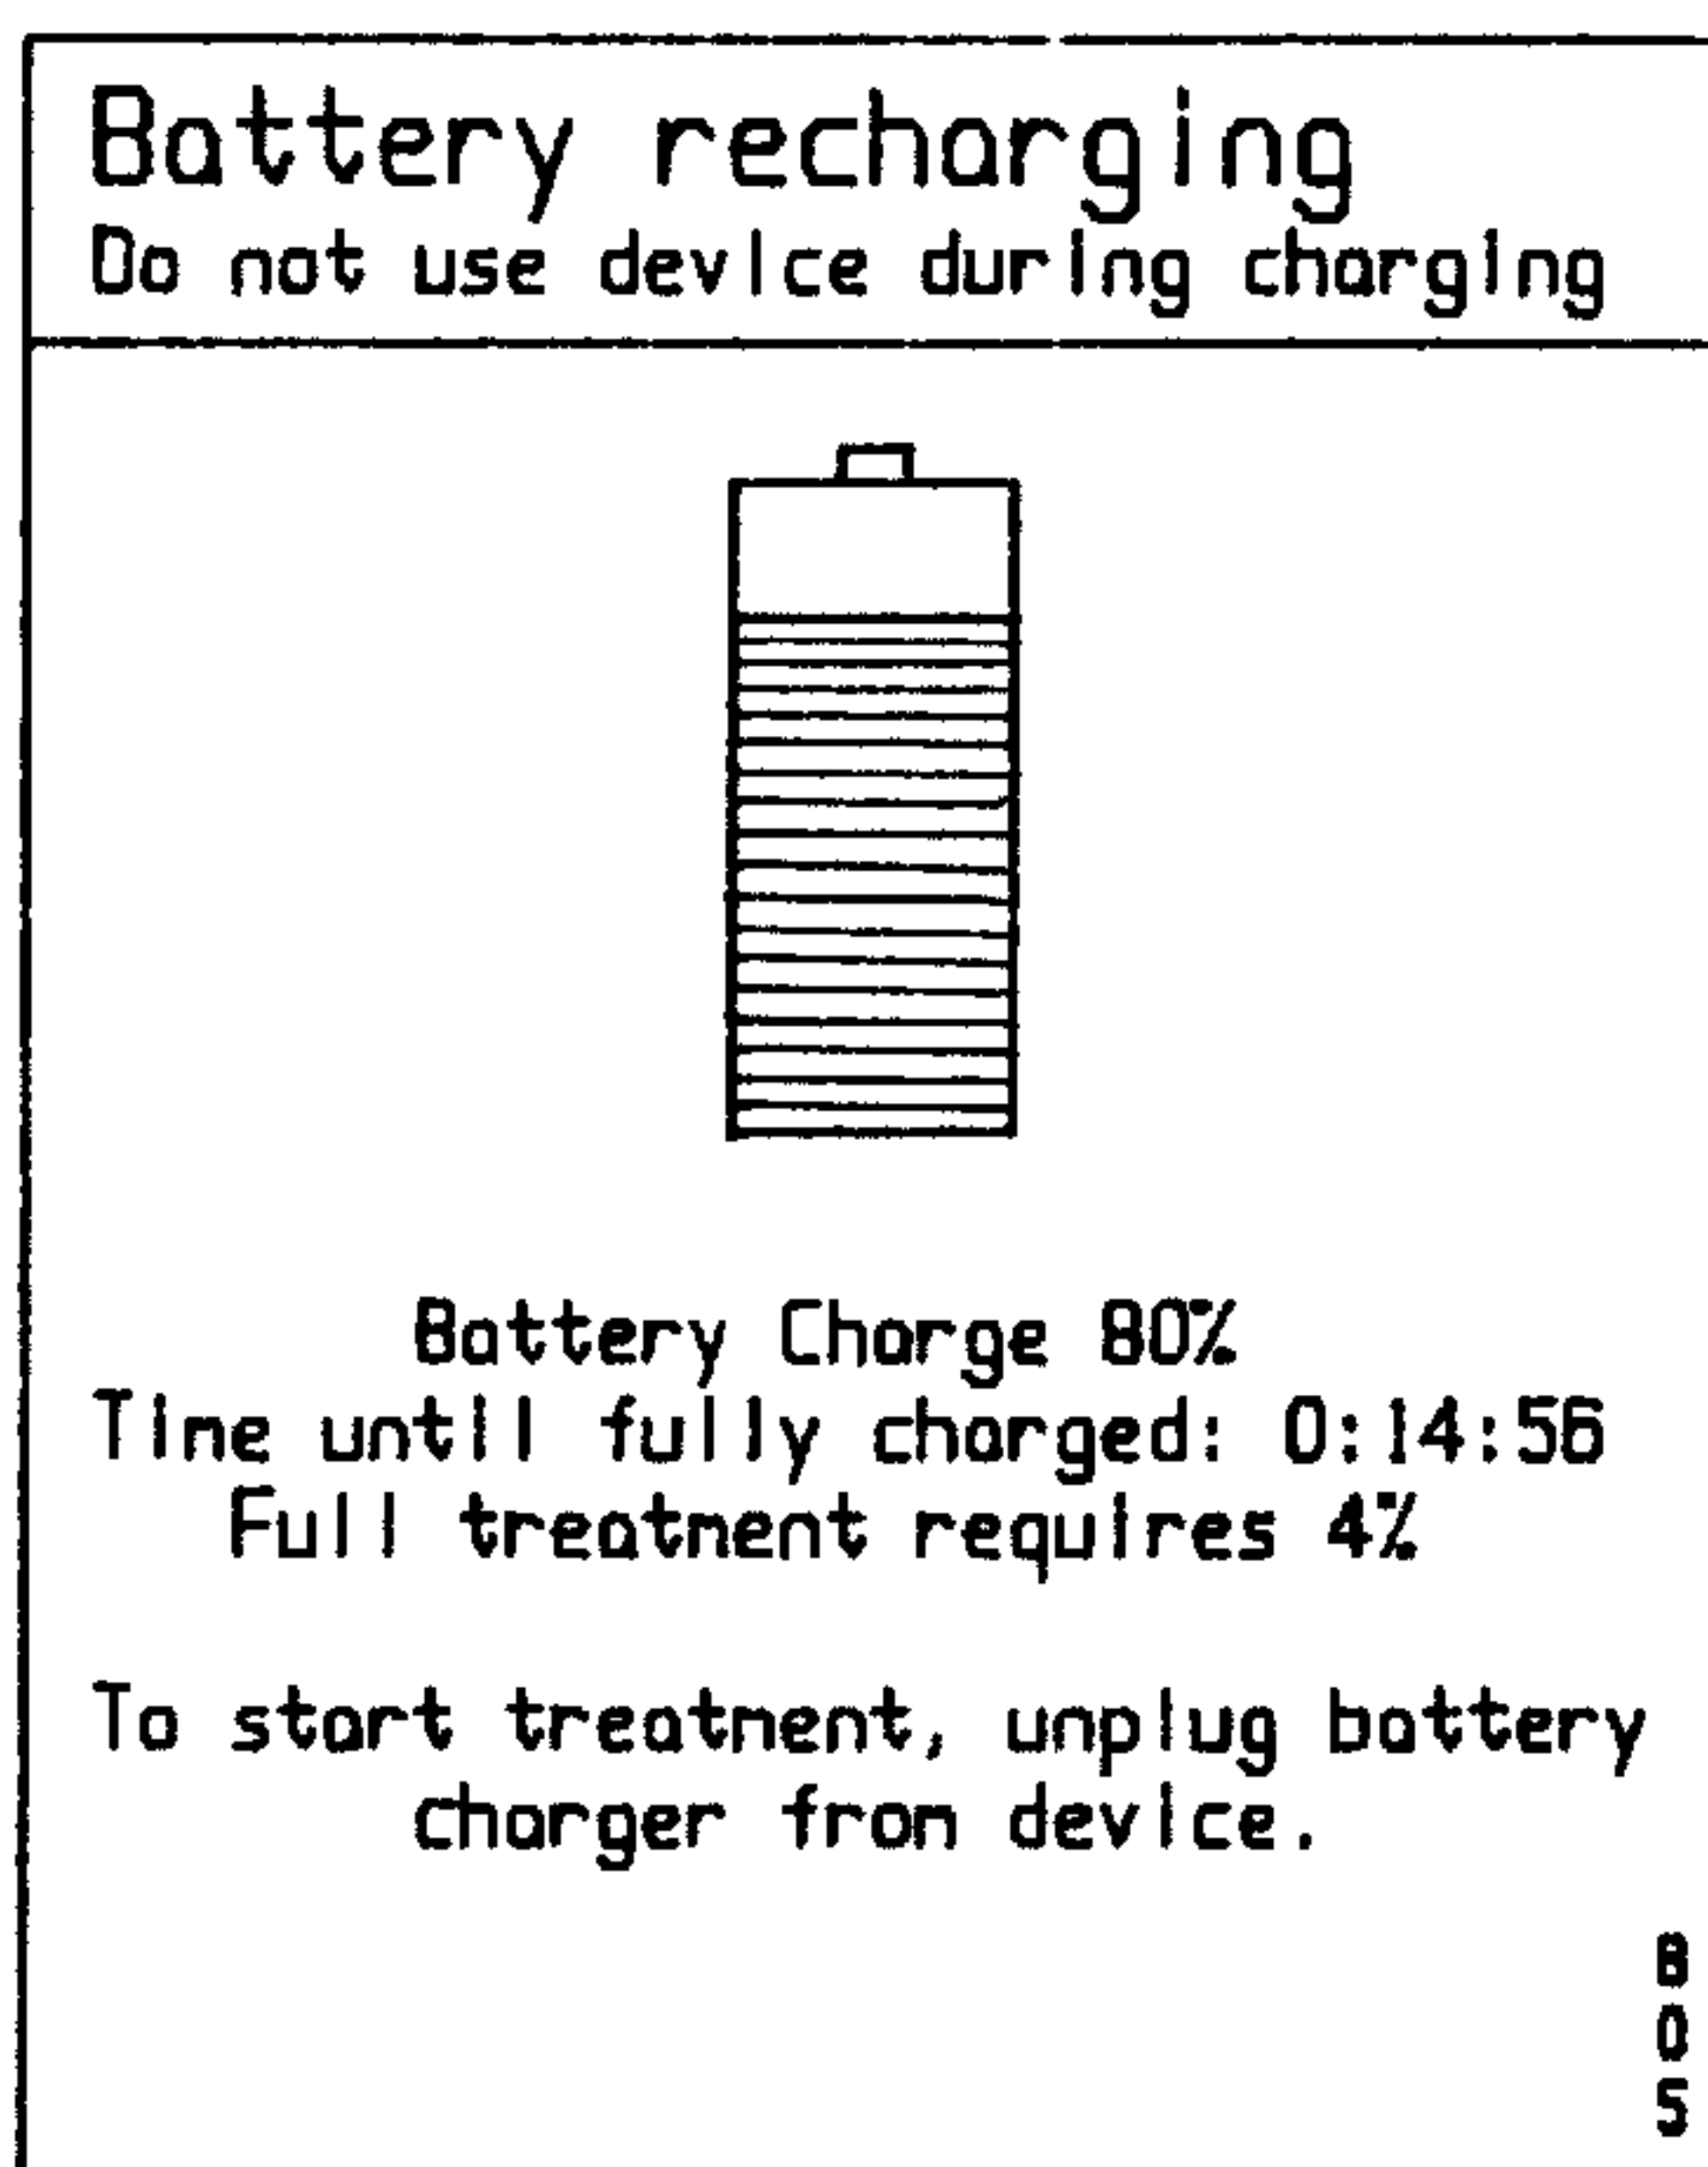 Battery recharging
Do not use device during charging
Battery Charge 80%
Time until fully charged: 0:14:56
Full treatment requires 4%
To start treatment, unplug battery
charger from device.
B
0
5